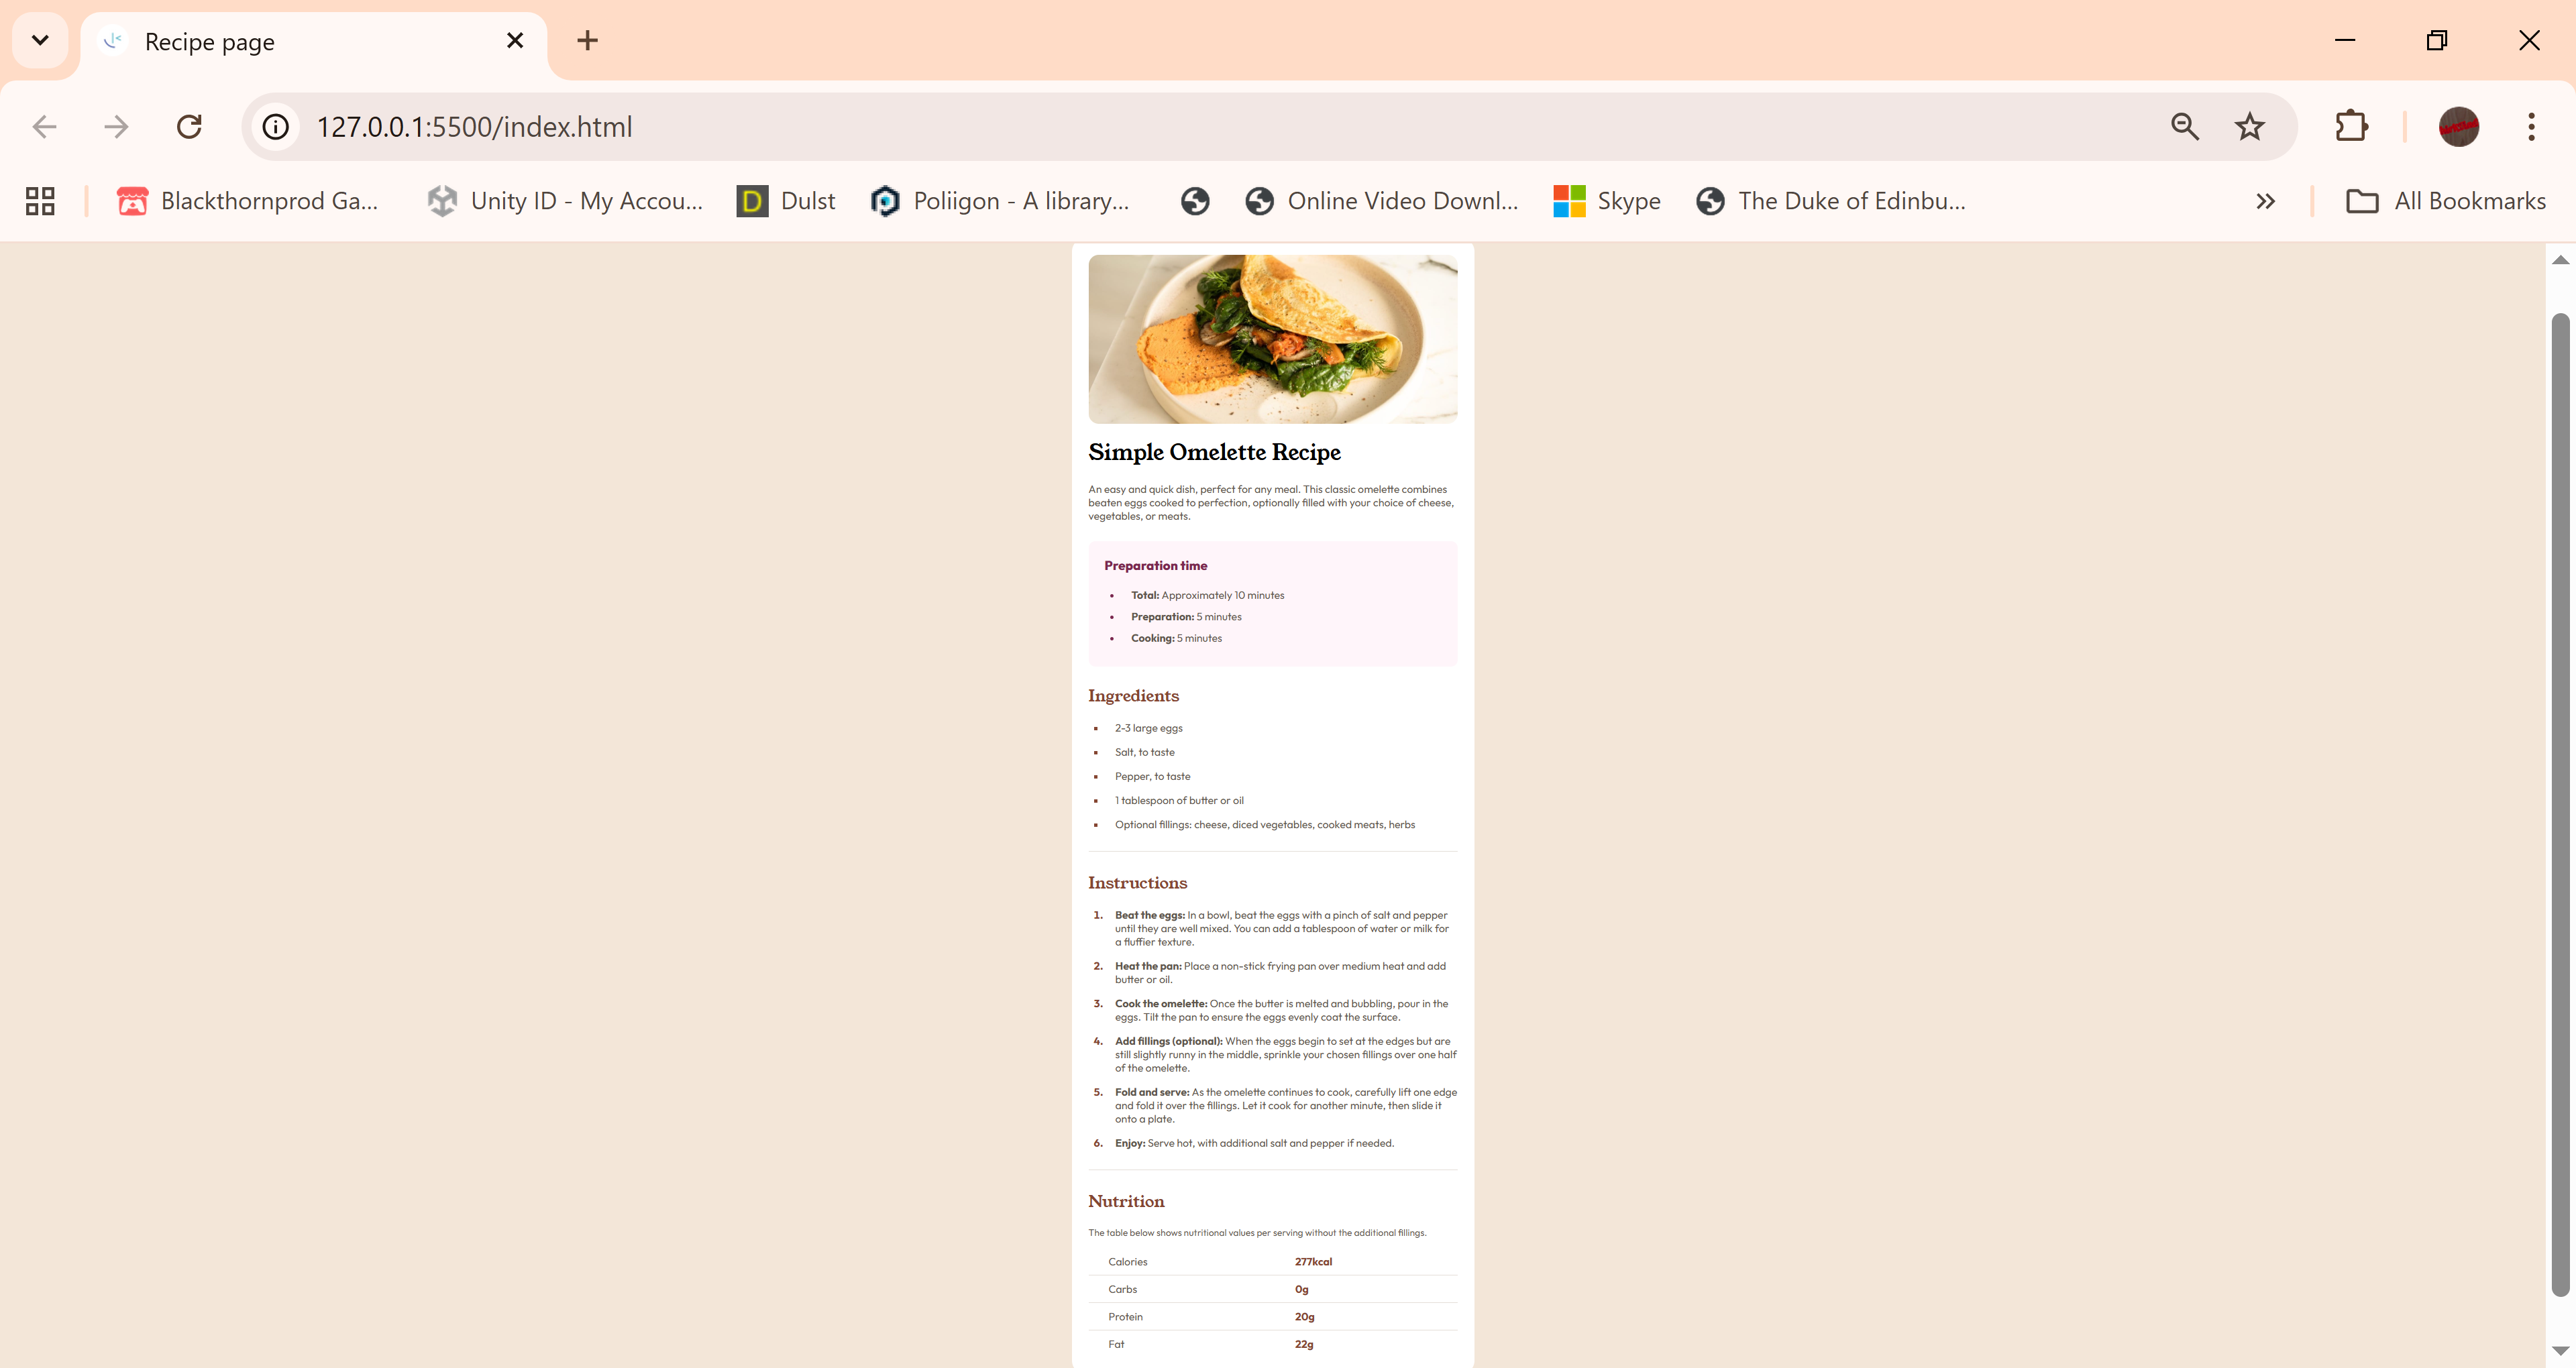 Recipe page
127.0.0.1:5500/index.html
Blackthornprod Ga... Unity ID - My Accou... D Dulst Poliigon - A library... Online Video Downl... Skype The Duke of Edinbu... All Bookmarks
Simple Omelette Recipe
An easy and quick dish, perfect for any meal. This classic omelette combines
beaten eggs cooked to perfection, optionally filled with your choice of cheese,
vegetables, or meats.
Preparation time
• Total: Approximately 10 minutes
• Preparation: 5 minutes
• Cooking: 5 minutes
Ingredients
▪ 2-3 large eggs
▪ Salt, to taste
▪ Pepper, to taste
▪ 1 tablespoon of butter or oil
▪ Optional fillings: cheese, diced vegetables, cooked meats, herbs
Instructions
1. Beat the eggs: In a bowl, beat the eggs with a pinch of salt and pepper
until they are well mixed. You can add a tablespoon of water or milk for
a fluffier texture.
2. Heat the pan: Place a non-stick frying pan over medium heat and add
butter or oil.
3. Cook the omelette: Once the butter is melted and bubbling, pour in the
eggs. Tilt the pan to ensure the eggs evenly coat the surface.
4. Add fillings (optional): When the eggs begin to set at the edges but are
still slightly runny in the middle, sprinkle your chosen fillings over one half
of the omelette.
5. Fold and serve: As the omelette continues to cook, carefully lift one edge
and fold it over the fillings. Let it cook for another minute, then slide it
onto a plate.
6. Enjoy: Serve hot, with additional salt and pepper if needed.
Nutrition
The table below shows nutritional values per serving without the additional fillings.
Calories 277kcal
Carbs 0g
Protein 20g
Fat 22g